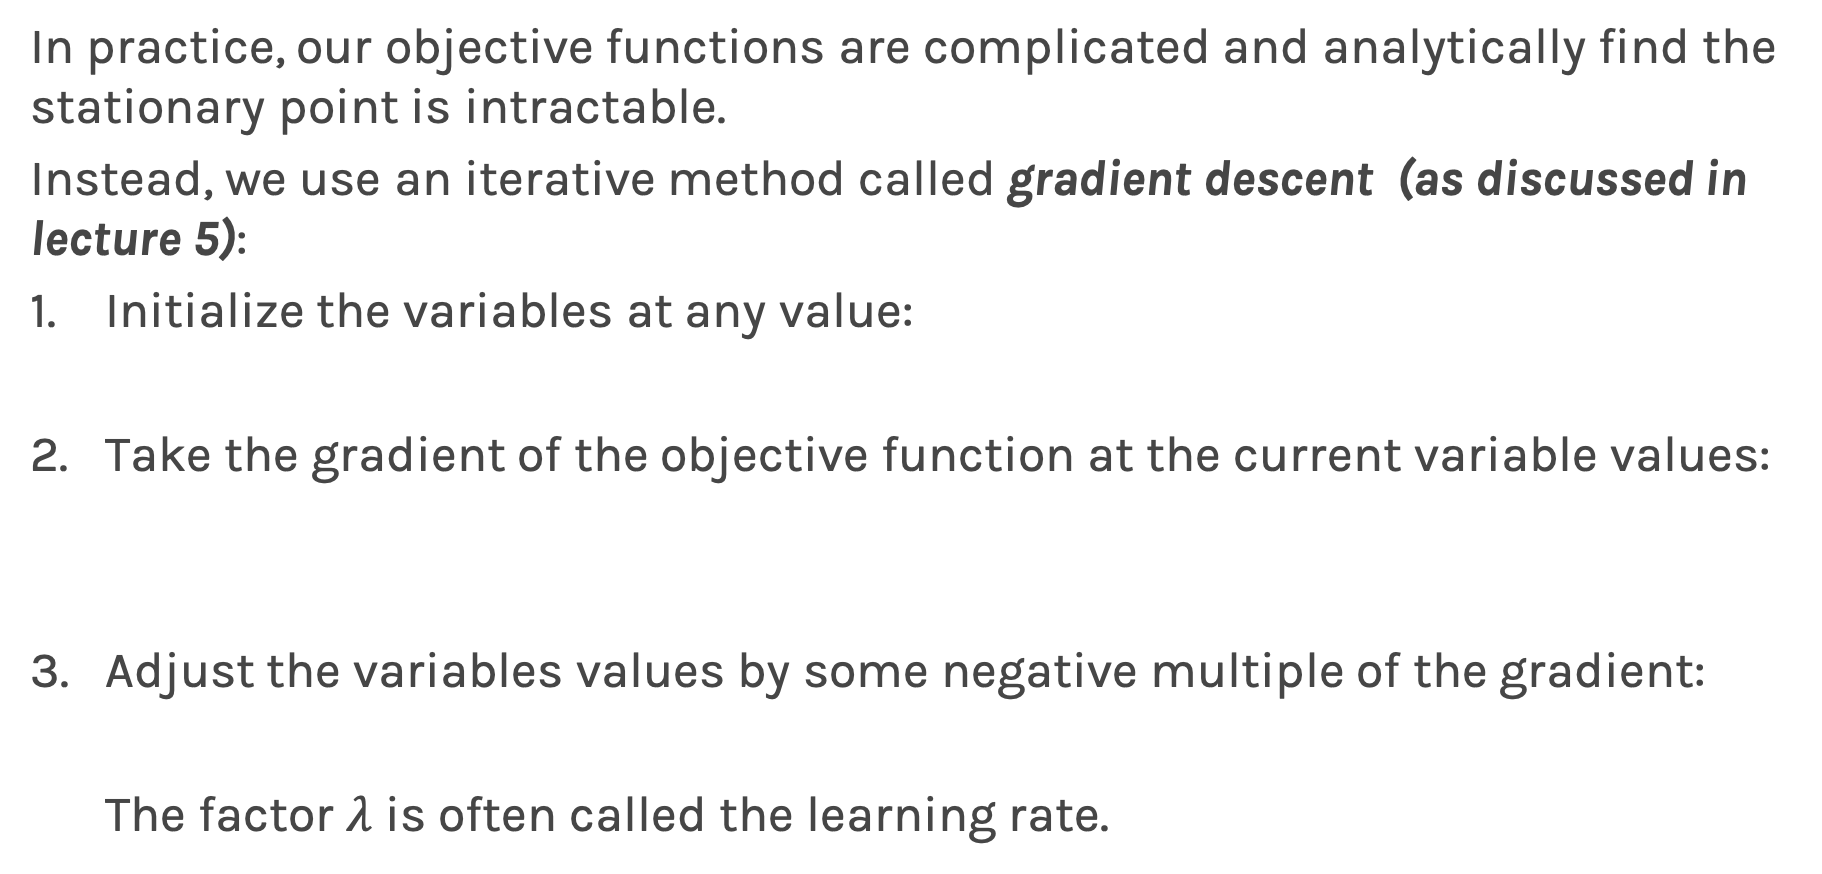 In practice, our objective functions are complicated and analytically find the
stationary point is intractable.
Instead, we use an iterative method called gradient descent  (as discussed in
lecture 5):
1. Initialize the variables at any value:
2. Take the gradient of the objective function at the current variable values:
3. Adjust the variables values by some negative multiple of the gradient:
The factor λ is often called the learning rate.